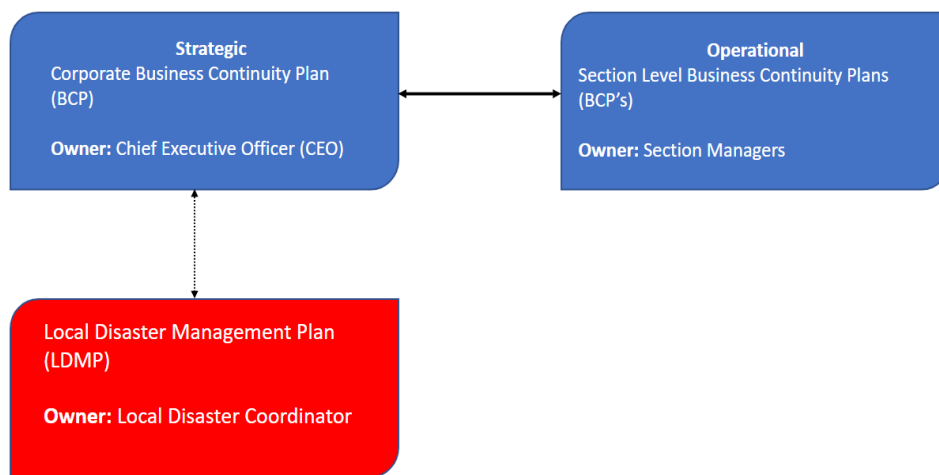 Strategic
Corporate Business Continuity Plan
(BCP)
Owner: Chief Executive Officer (CEO)
Operational
Section Level Business Continuity Plans
(BCP's)
Owner: Section Managers
Local Disaster Management Plan
(LDMP)
Owner: Local Disaster Coordinator